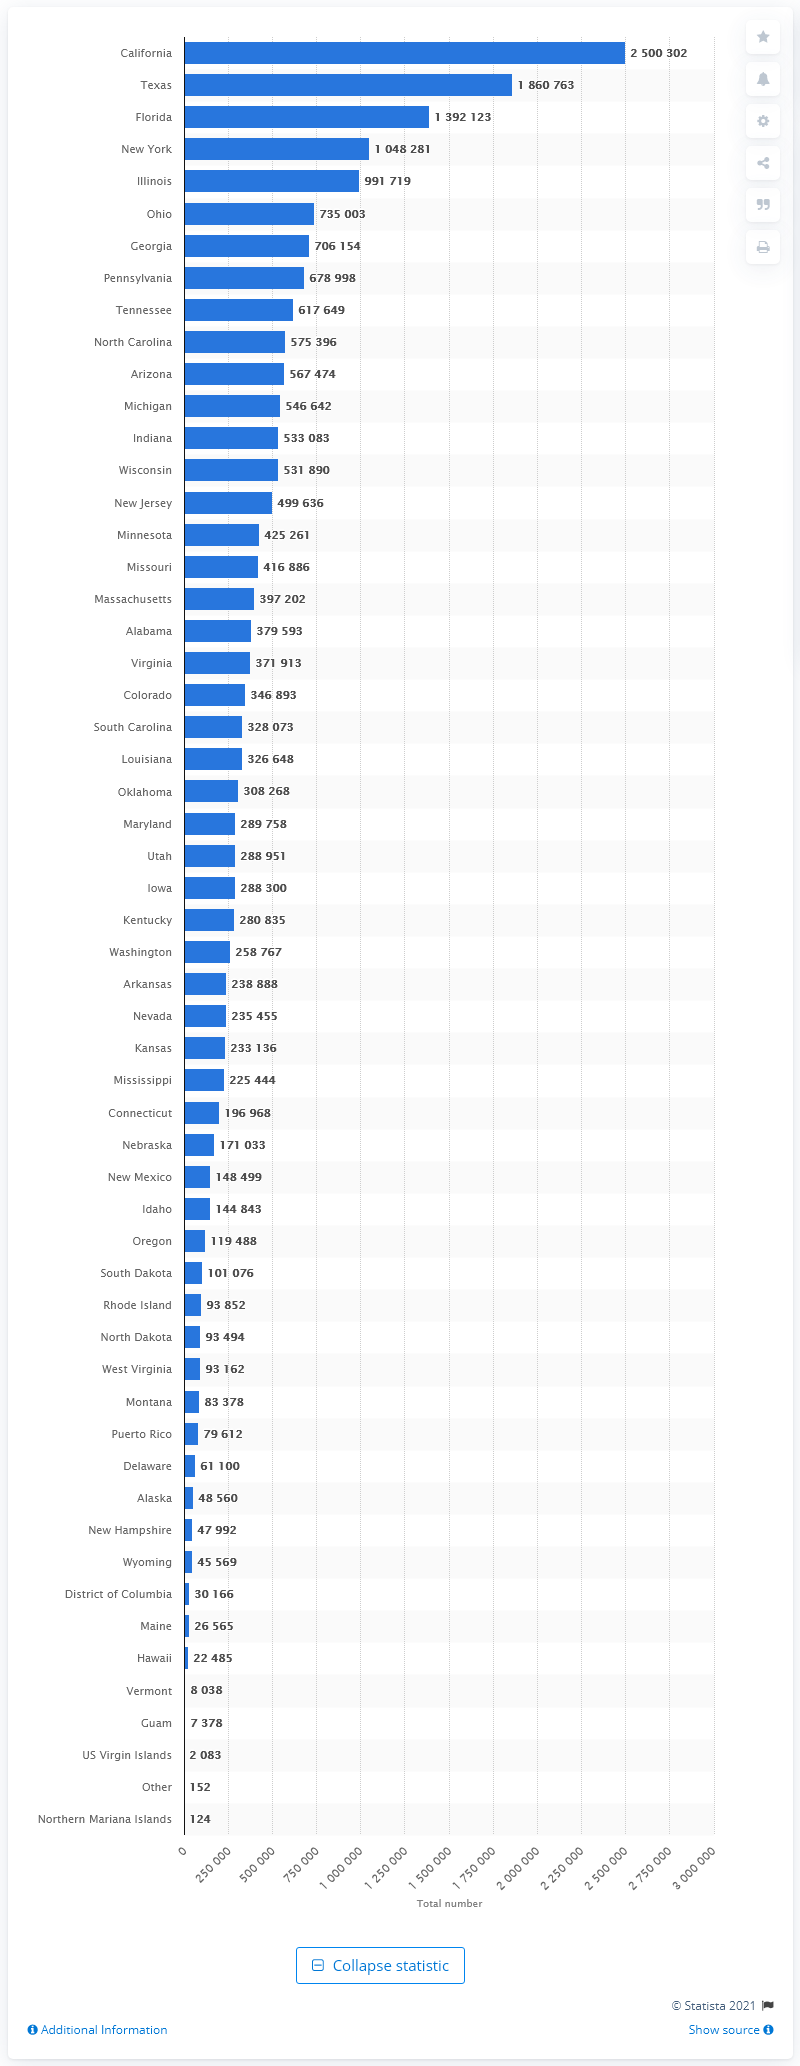 California 2 500 302
Texas 1 860 763
Florida 1 392 123
New York 1 048 281
Illinois 991 719
Ohio 735 003
Georgia 706 154
Pennsylvania 678 998
Tennessee 617 649
North Carolina 575 396
Arizona 567 474
Michigan 546 642
Indiana 533 083
Wisconsin 531 890
New Jersey 499 636
Minnesota 425 261
Missouri 416 886
Massachusetts 397 202
Alabama 379 593
Virginia 371 913
Colorado 346 893
South Carolina 328 073
Louisiana 326 648
Oklahoma 308 268
Maryland 289 758
Utah 288 951
Iowa 288 300
Kentucky 280 835
Washington 258 767
Arkansas 238 888
Nevada 235 455
Kansas 233 136
Mississippi 225 444
Connecticut 196 968
Nebraska 171 033
New Mexico 148 499
Idaho 144 843
Oregon 119 488
South Dakota 101 076
Rhode Island 93 852
North Dakota 93 494
West Virginia 93 162
Montana 83 378
Puerto Rico 79 612
Delaware 61 100
Alaska 48 560
New Hampshire 47 992
Wyoming 45 569
District of Columbia 30 166
Maine 26 565
Hawaii 22 485
Vermont 8 038
Guam 7 378
US Virgin Islands 2 083
Other 152
Northern Mariana Islands 124
0 250 000 500 000 750 000 1 000 000 1 250 000 1 500 000 1 750 000 2 000 000 2 250 000 2 500 000 2 750 000 3 000 000
Total number
Collapse statistic
© Statista 2021
Additional Information Show source